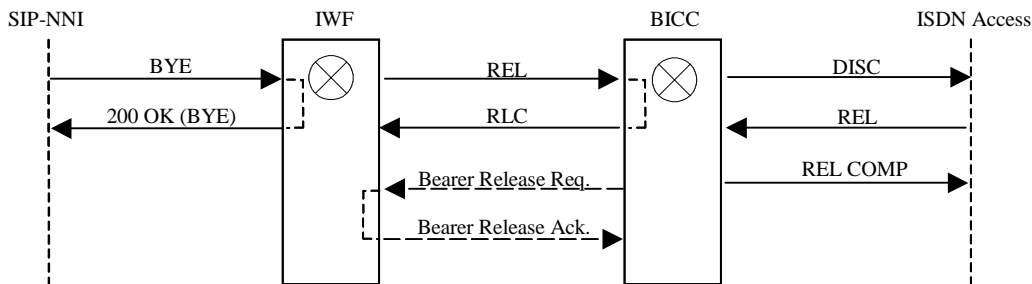 SIP-NNI
IWF
BICC
ISDN Access
BYE
REL
DISC
200 OK (BYE)
RLC
REL
Bearer Release Req.
REL COMP
Bearer Release Ack.